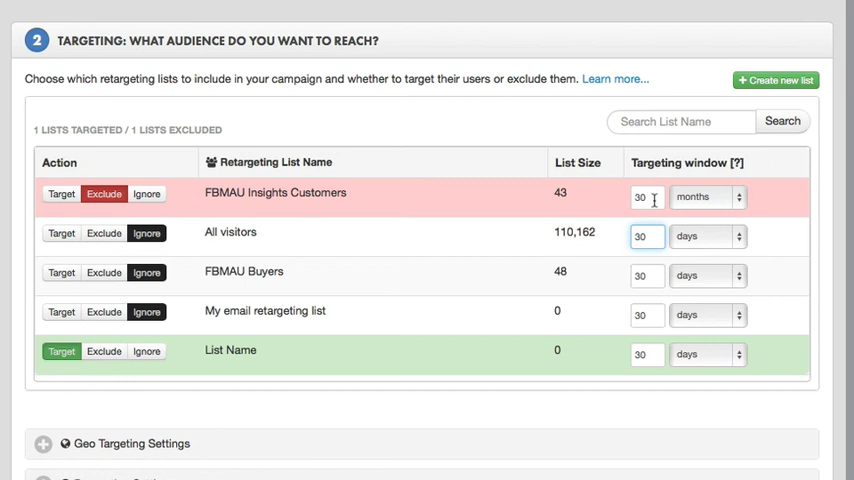 2 TARGETING: WHAT AUDIENCE DO YOU WANT TO REACH?
Choose which retargeting lists to include in your campaign and whether to target their users or exclude them. Learn more...
+ Create new list
Search List Name Search
1 LISTS TARGETED / 1 LISTS EXCLUDED
Action Retargeting List Name List Size Targeting window [?]
Target Exclude Ignore FBMAU Insights Customers 43 30 months
Target Exclude Ignore All visitors 110,162 30 days
Target Exclude Ignore FBMAU Buyers 48 30 days
Target Exclude Ignore My email retargeting list 0 30 days
Target Exclude Ignore List Name 0 30 days
Geo Targeting Settings